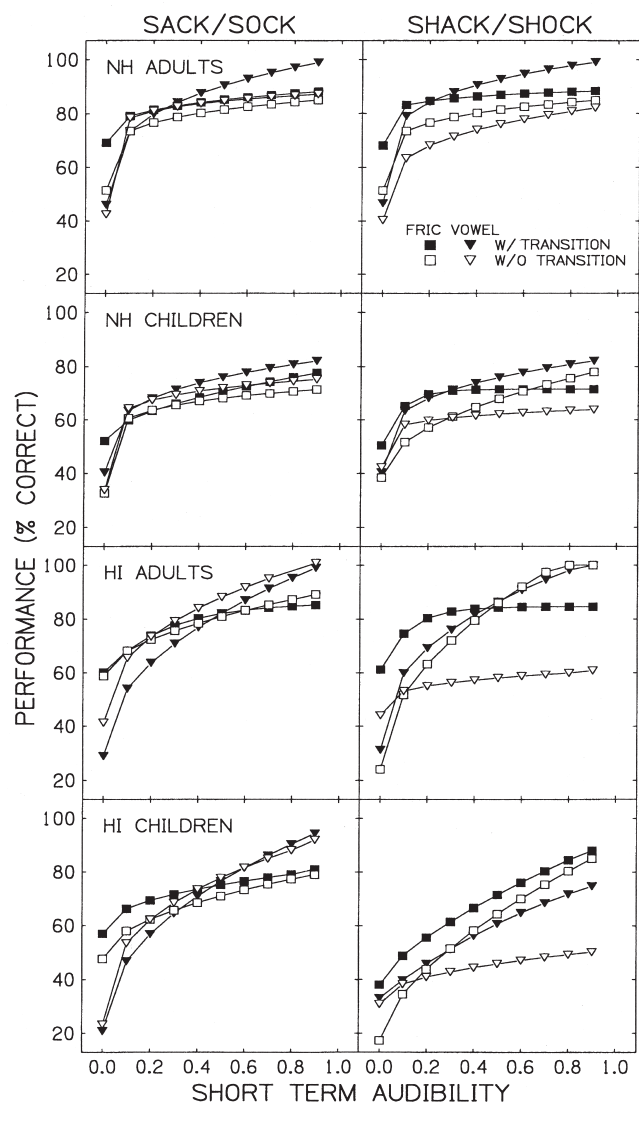 SACK/SOCK SHACK/SHOCK
NH ADULTS
100
80
60
40
20
FRIC VOWEL
W/ TRANSITION
W/O TRANSITION
NH CHILDREN
100
80
60
40
20
HI ADULTS
100
80
60
40
20
HI CHILDREN
100
80
60
40
20
PERFORMANCE (% CORRECT)
0.0 0.2 0.4 0.6 0.8 1.0 0.0 0.2 0.4 0.6 0.8 1.0
SHORT TERM AUDIBILITY